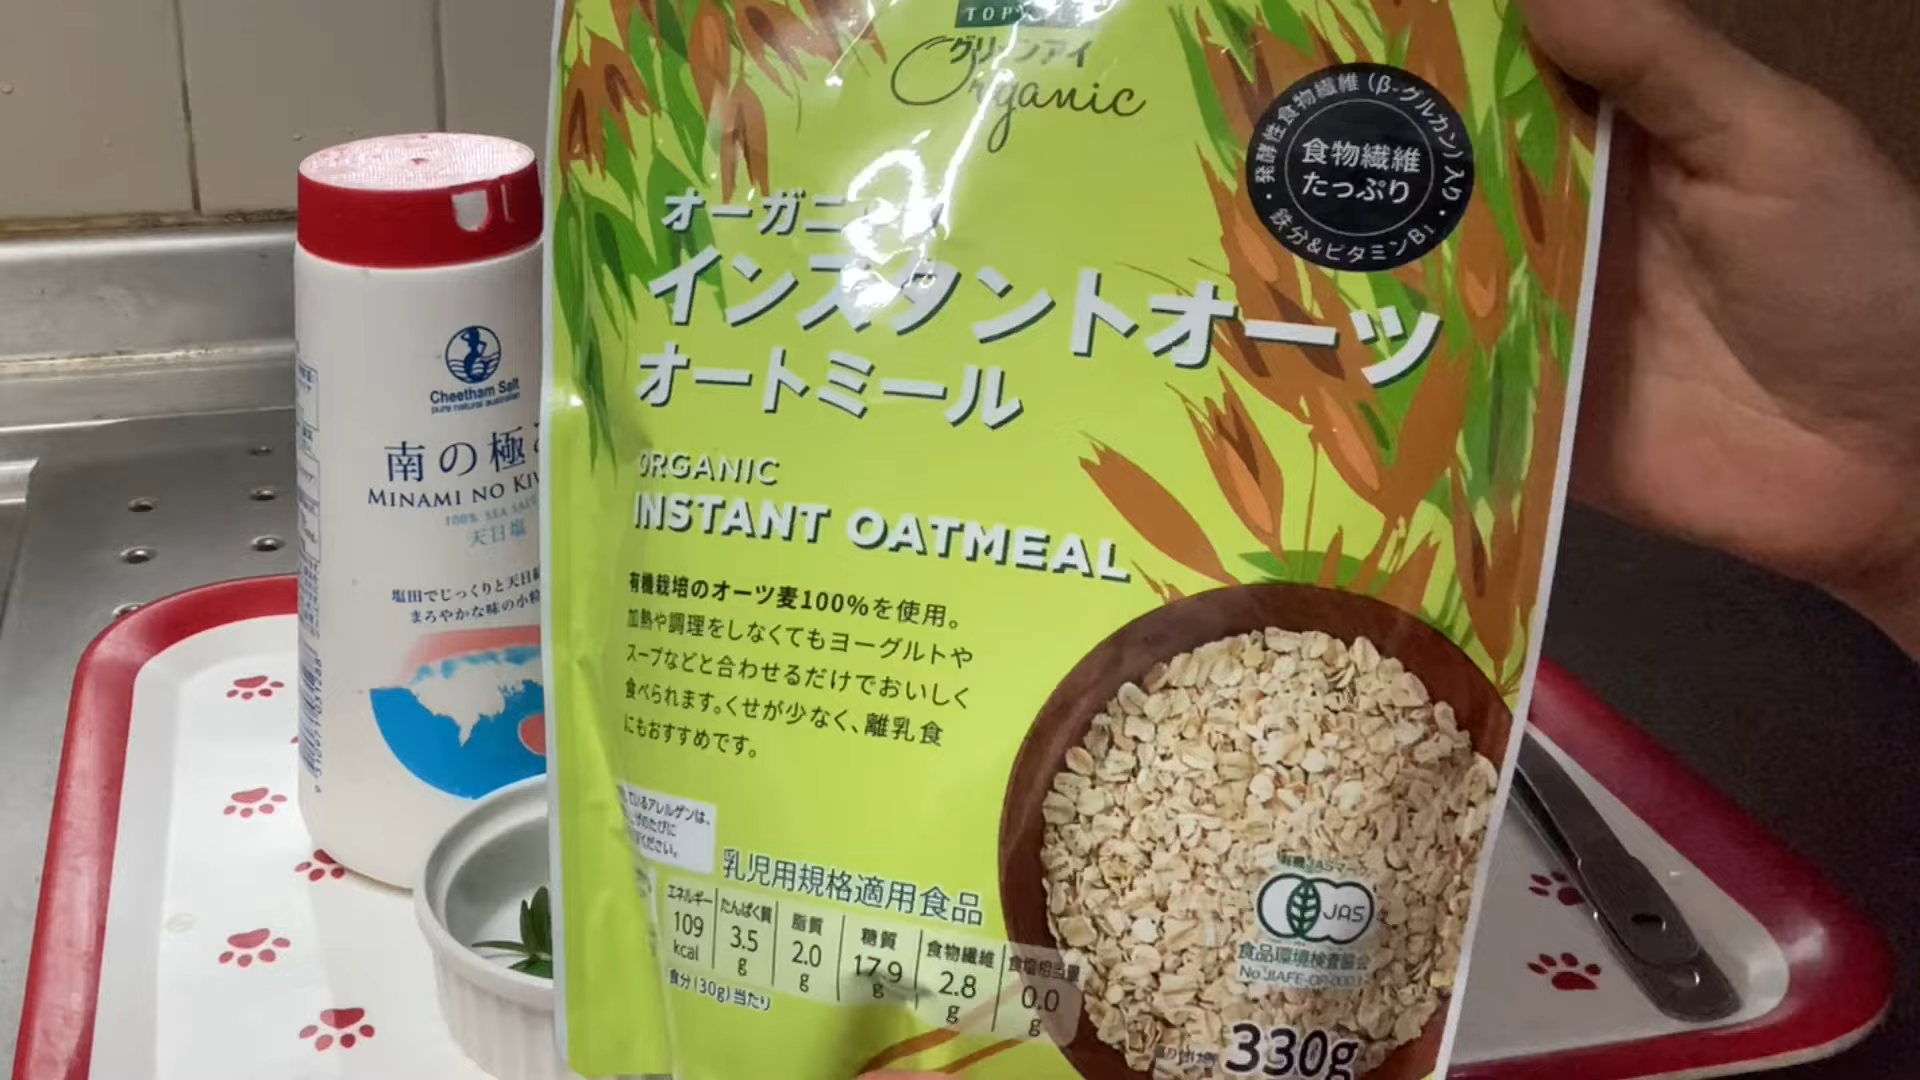 グリーンアイ
Organic
発酵性食物繊維(β-グルカン)入り・
食物繊維
たっぷり
・鉄分&ビタミンB₁
インスタントオーツ
オートミール
ORGANIC
INSTANT OATMEAL
有機栽培のオーツ麦100%を使用。
加熱や調理をしなくてもヨーグルトや
スープなどと合わせるだけでおいしく
食べられます。くせが少なく、離乳食
にもおすすめです。
ているアレルゲンは、
乳児用規格適用食品
エネルギー 109 kcal
たんぱく質 3.5 g
脂質 2.0 g
糖質 17.9 g
食物繊維 2.8 g
食塩相当量 0.0 g
食分(30g)当たり
有機JASマーク
JAS
食品環境検査協会
330g
Cheetham Salt
pure natural australian
南の極
MINAMI NO
100% SEA SALT
天日塩
塩田でじっくりと天日
まろやかな味の小粒